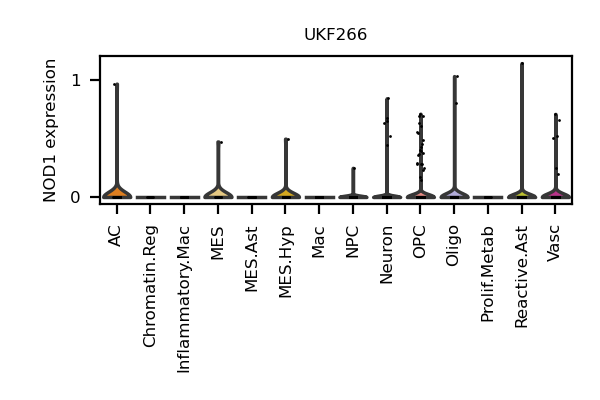 UKF266
NOD1 expression
1
0
AC
Chromatin.Reg
Inflammatory.Mac
MES
MES.Ast
MES.Hyp
Mac
NPC
Neuron
OPC
Oligo
Prolif.Metab
Reactive.Ast
Vasc